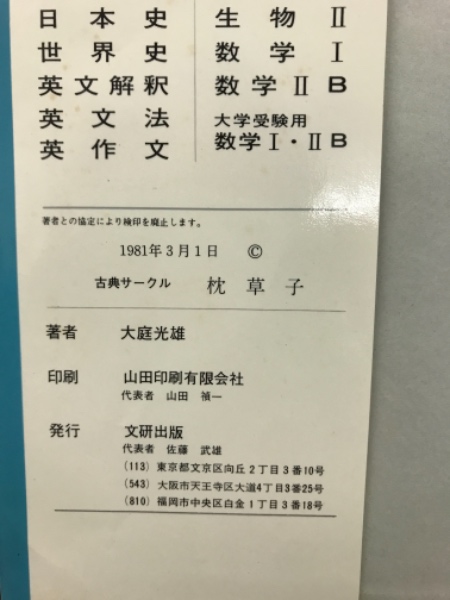 日本史
世界史
英文解釈
英文法
英作文
生物Ⅱ
数学Ⅰ
数学ⅡB
大学受験用
数学Ⅰ・ⅡB
著者との協定により検印を廃止します。
1981年3月1日 ©
古典サークル 枕草子
著者 大庭光雄
印刷 山田印刷有限会社
代表者 山田 禎一
発行 文研出版
代表者 佐藤 武雄
(113) 東京都文京区向丘2丁目3番10号
(543) 大阪市天王寺区大道4丁目3番25号
(810) 福岡市中央区白金1丁目3番18号